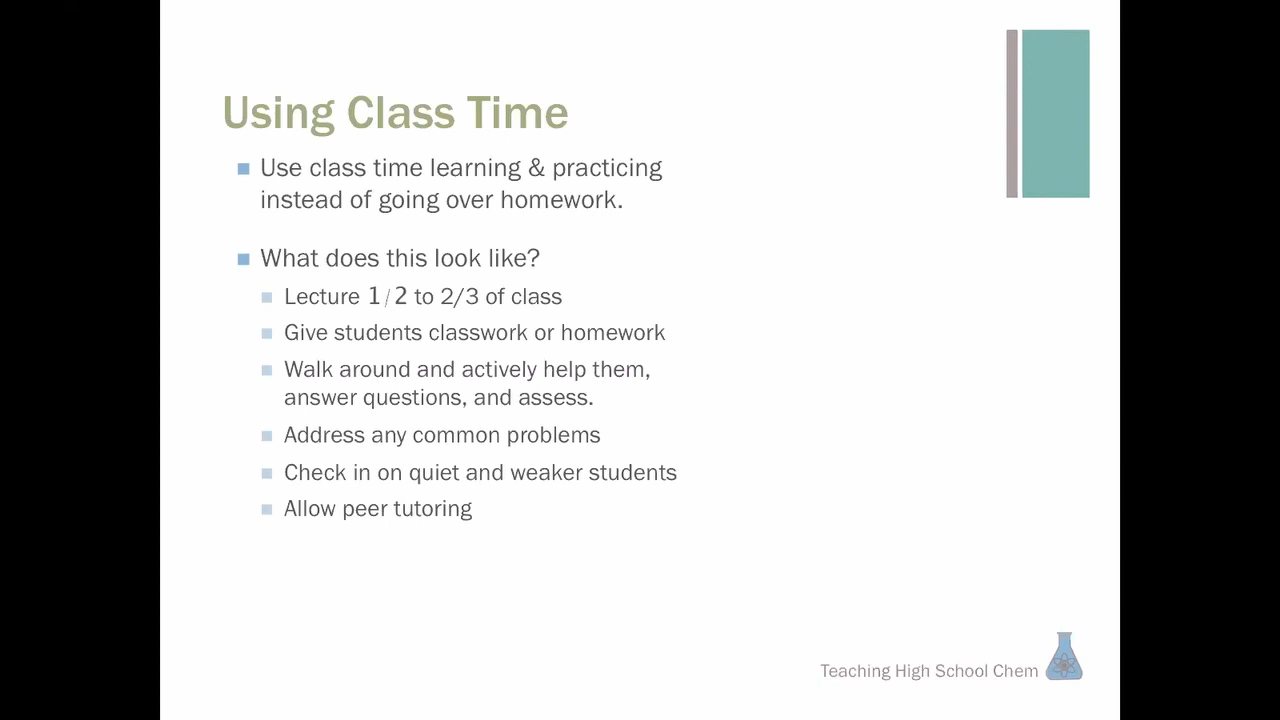 Using Class Time
Use class time learning & practicing
instead of going over homework.
What does this look like?
Lecture 1/2 to 2/3 of class
Give students classwork or homework
Walk around and actively help them,
answer questions, and assess.
Address any common problems
Check in on quiet and weaker students
Allow peer tutoring
Teaching High School Chem